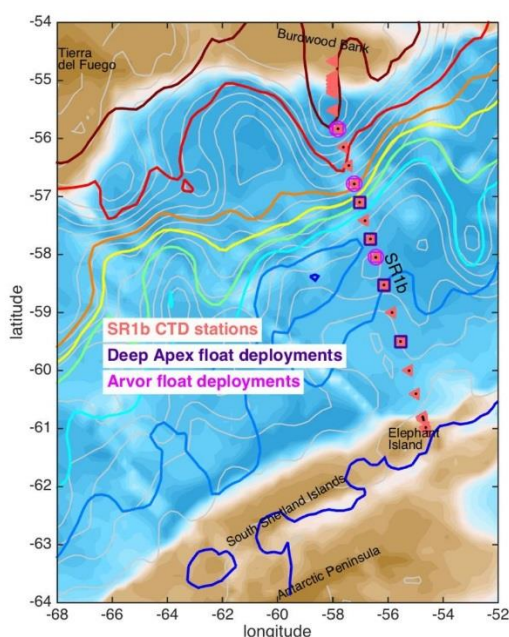 -54
Burdwood Bank
Tierra
del Fuego
-55
-56
-57
-58
SR1b
-59
latitude
SR1b CTD stations
-60
Deep Apex float deployments
Arvor float deployments
-61
Elephant
Island
-62
South Shetland Islands
-63
Antarctic Peninsula
-64
-68 -66 -64 -62 -60 -58 -56 -54 -52
longitude